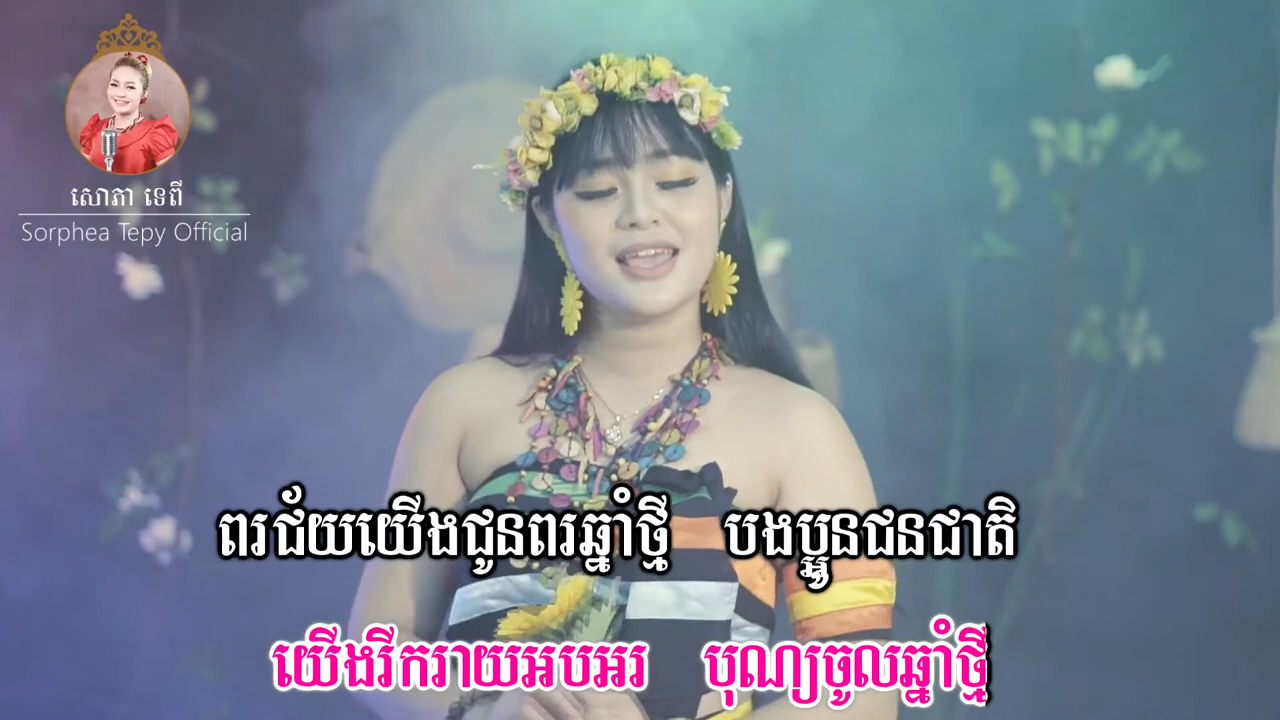 សោភា ទេពី
Sorphea Tepy Official
ពរជ័យយើងជូនពរឆ្នាំថ្មី បងប្អូនជនជាតិ
យើងរីករាយអបអរ បុណ្យចូលឆ្នាំថ្មី